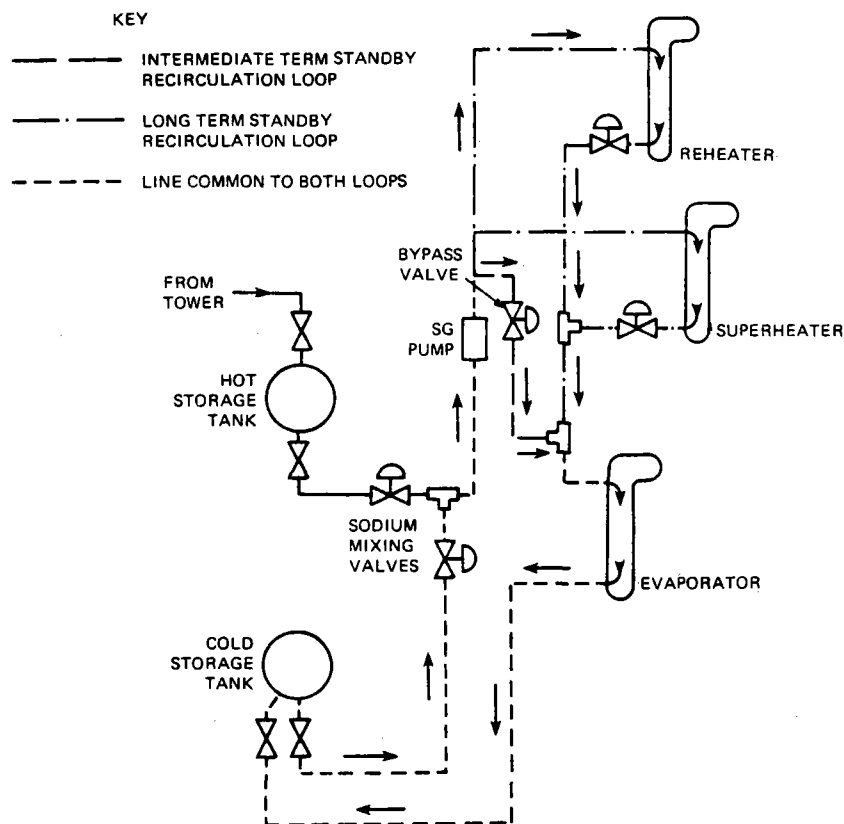 KEY
INTERMEDIATE TERM STANDBY
RECIRCULATION LOOP
LONG TERM STANDBY
RECIRCULATION LOOP
LINE COMMON TO BOTH LOOPS
REHEATER
BYPASS
VALVE
FROM
TOWER
SG
PUMP
SUPERHEATER
HOT
STORAGE
TANK
SODIUM
MIXING
VALVES
EVAPORATOR
COLD
STORAGE
TANK